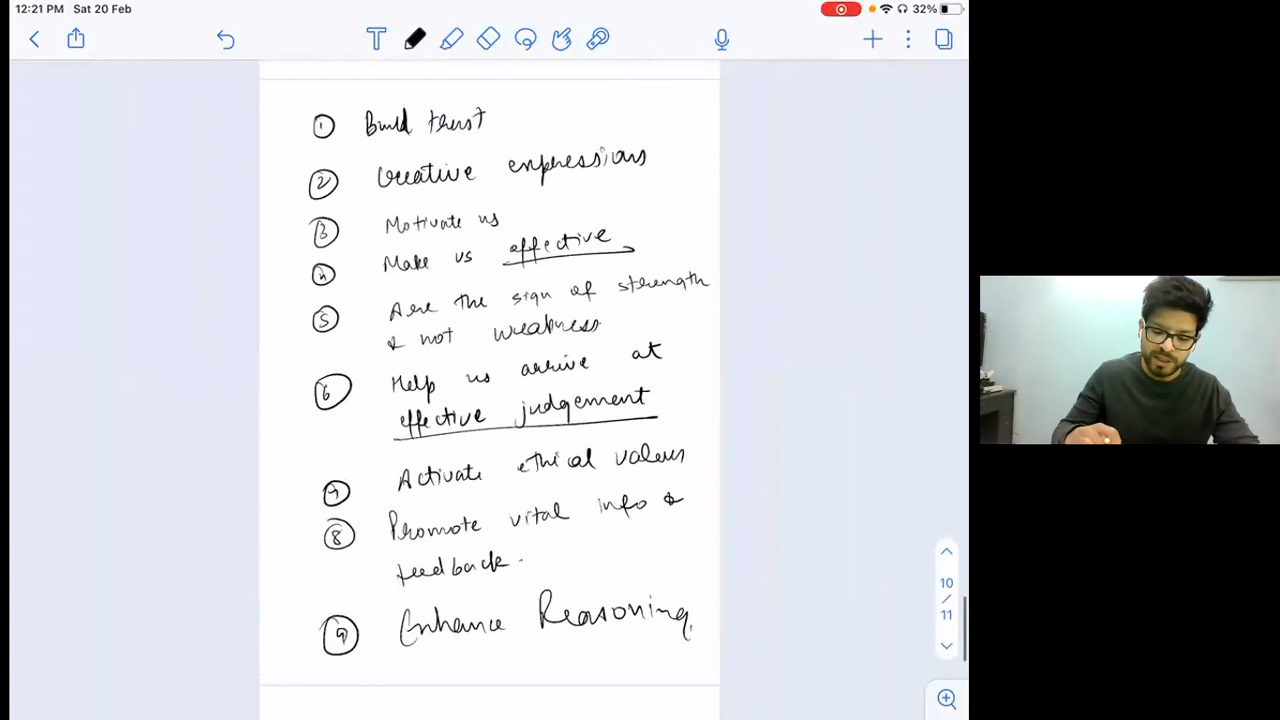 12:21 PM Sat 20 Feb
32%
T
① Build trust
② Creative expressions
③ Motivate us
④ Make us effective
⑤ Are the sign of strength
& not weakness
⑥ Help us arrive at
effective judgement
⑦ Activate ethical values
⑧ Promote vital info &
feedback.
⑨ Enhance Reasoning.
10
/
11